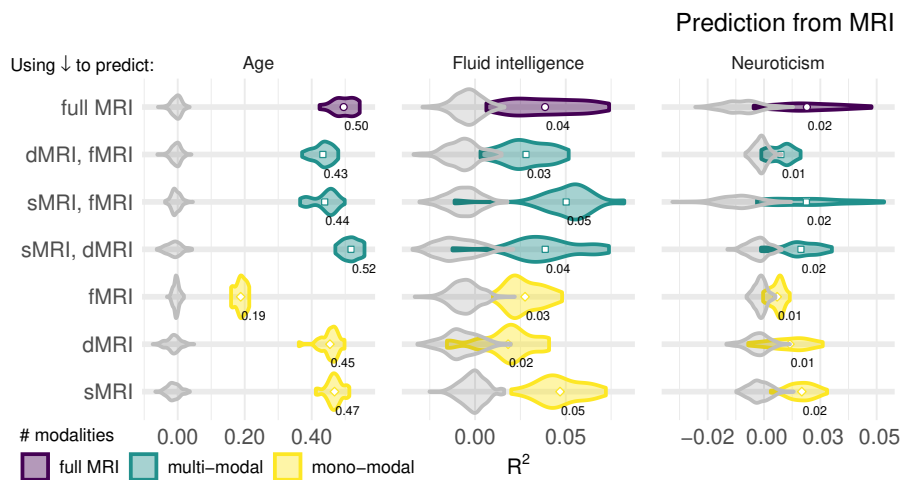 Prediction from MRI
Using ↓ to predict: Age Fluid intelligence Neuroticism
full MRI 0.50 0.04 0.02
dMRI, fMRI 0.43 0.03 0.01
sMRI, fMRI 0.44 0.05 0.02
sMRI, dMRI 0.52 0.04 0.02
fMRI 0.19 0.03 0.01
dMRI 0.45 0.02 0.01
sMRI 0.47 0.05 0.02
0.00 0.20 0.40 0.00 0.05 −0.02 0.00 0.03 0.05
# modalities
full MRI multi−modal mono−modal R²